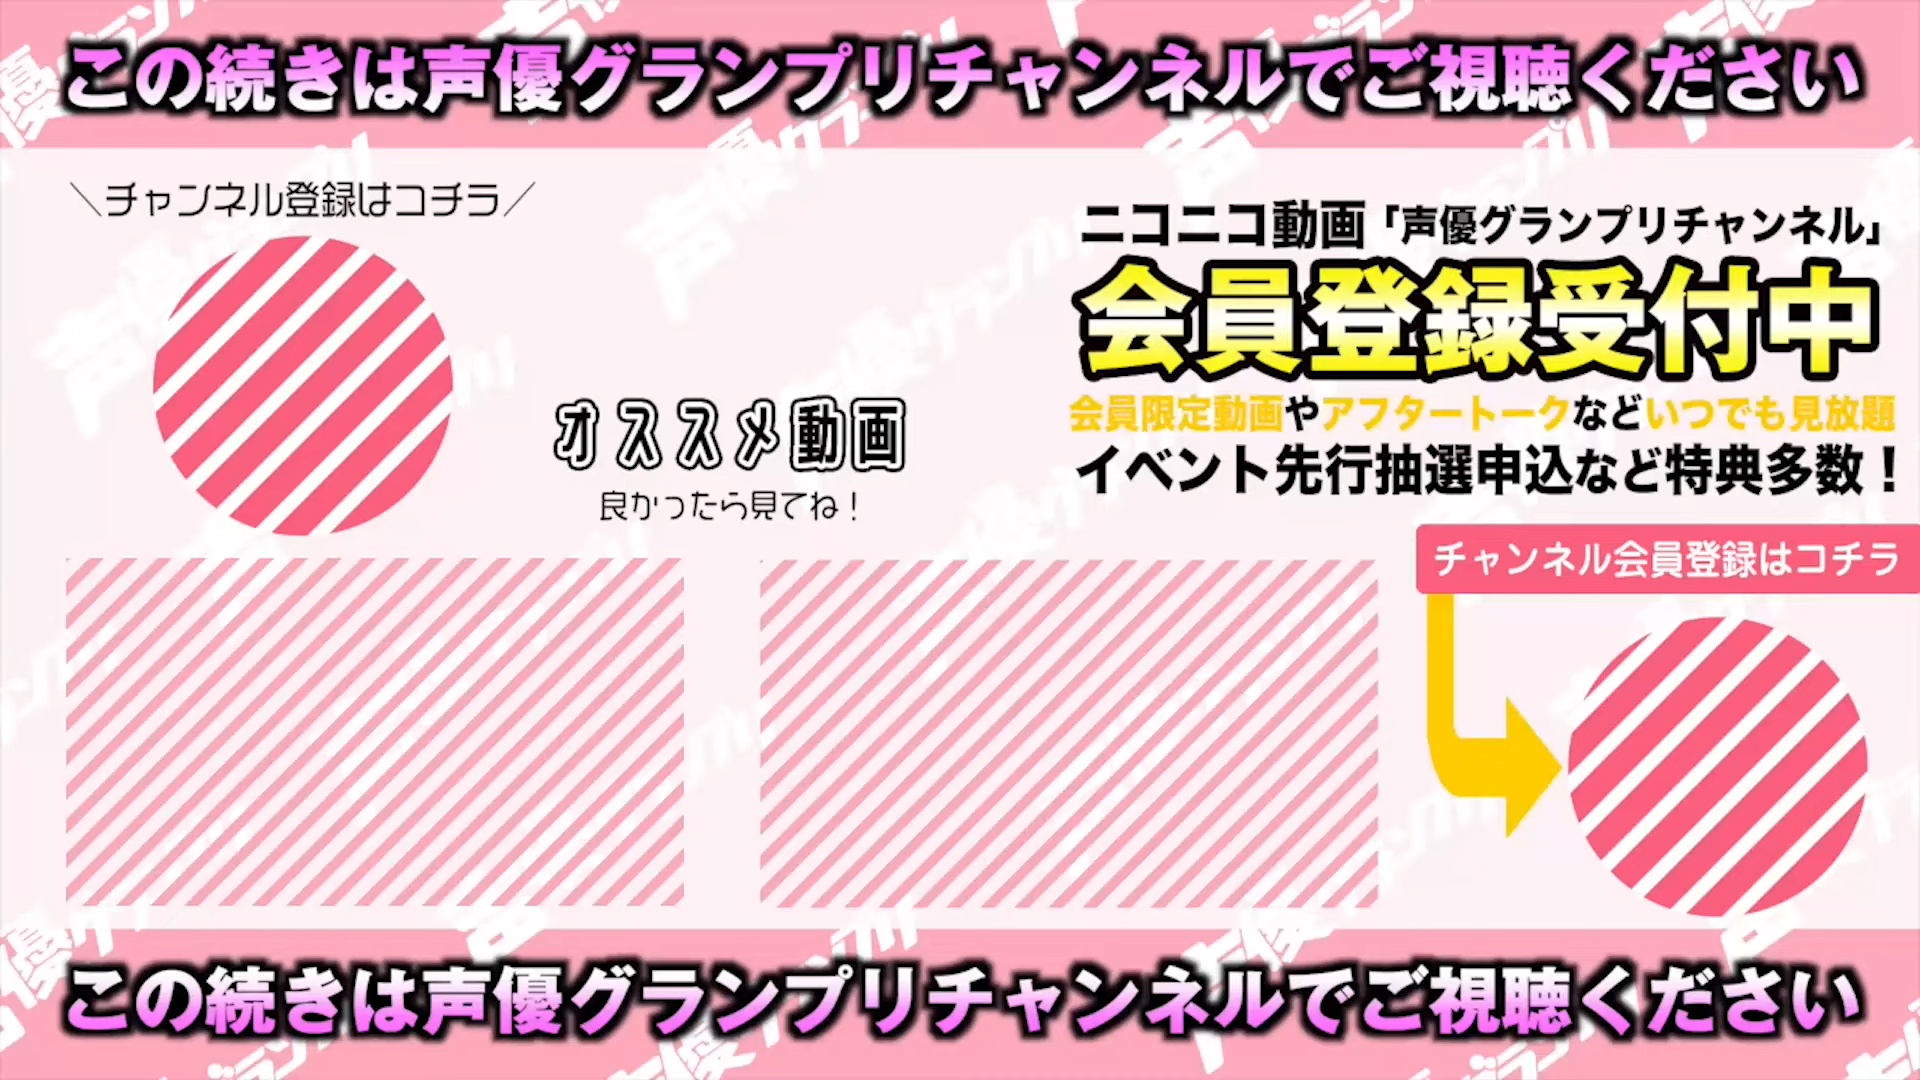 この続きは声優グランプリチャンネルでご視聴ください
＼チャンネル登録はコチラ／
オススメ動画
良かったら見てね！
ニコニコ動画「声優グランプリチャンネル」
会員登録受付中
会員限定動画やアフタートークなどいつでも見放題
イベント先行抽選申込など特典多数！
チャンネル会員登録はコチラ
この続きは声優グランプリチャンネルでご視聴ください